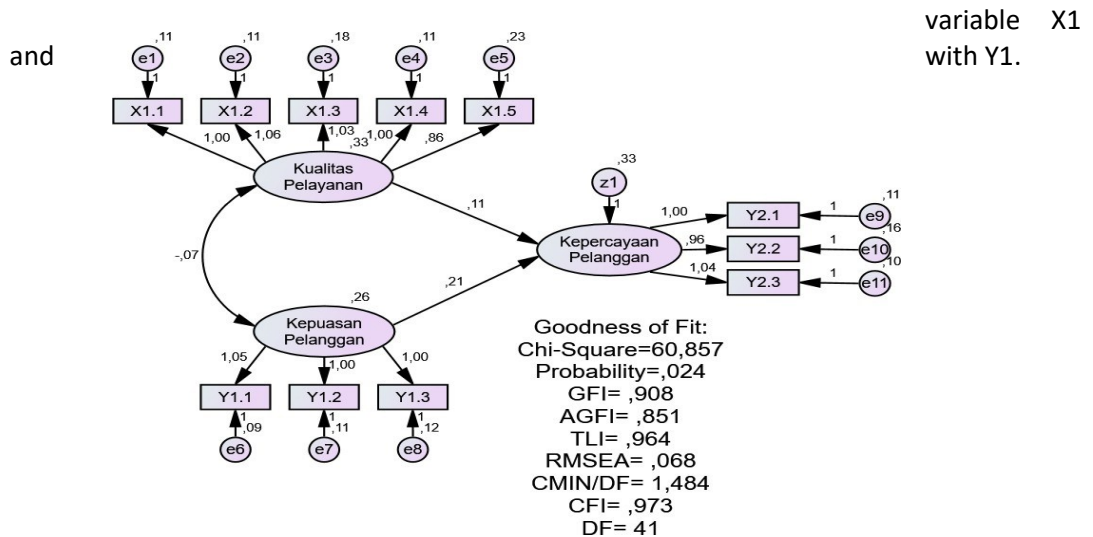 variable X1
and with Y1.
,11 ,11 ,18 ,11 ,23
e1 e2 e3 e4 e5
1 1 1 1 1
X1.1 X1.2 X1.3 X1.4 X1.5
1,00 1,06 1,03 1,00 ,86
,33
Kualitas
Pelayanan
,33
z1
1
,11
-,07
Kepercayaan
Pelanggan
1,00 Y2.1 1 e9 ,11
,96 Y2.2 1 e10 ,16
1,04 Y2.3 1 e11 ,10
,21
,26
Kepuasan
Pelanggan
1,05 1,00 1,00
Y1.1 Y1.2 Y1.3
1 1 1
,09 ,11 ,12
e6 e7 e8
Goodness of Fit:
Chi-Square=60,857
Probability=,024
GFI= ,908
AGFI= ,851
TLI= ,964
RMSEA= ,068
CMIN/DF= 1,484
CFI= ,973
DF= 41